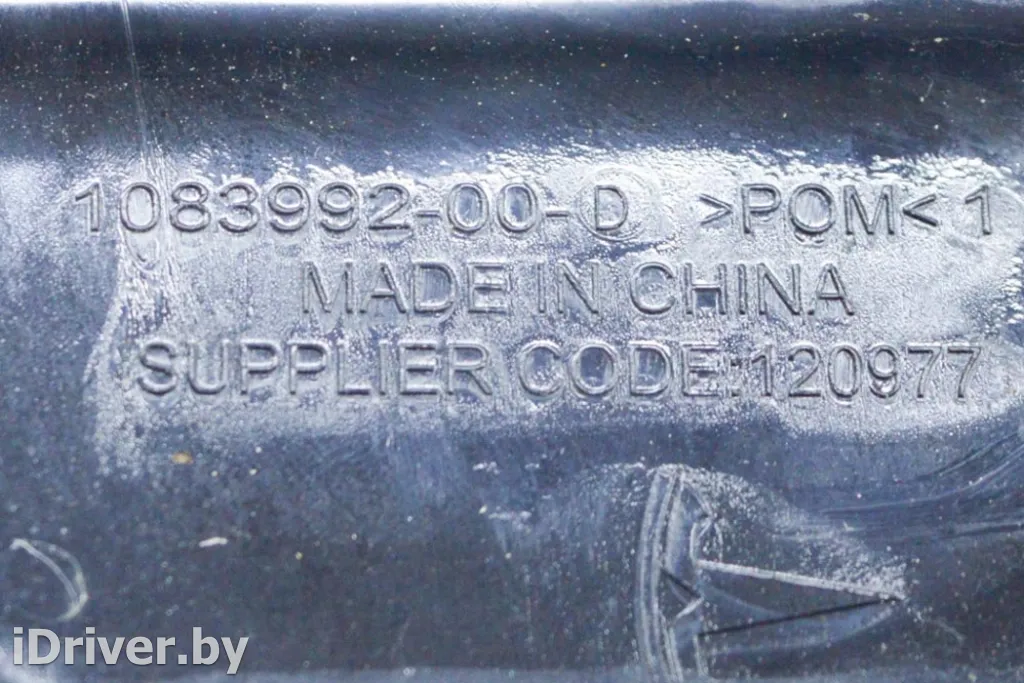 1083992-00-D >POM< 1
MADE IN CHINA
SUPPLIER CODE:120977
iDriver.by